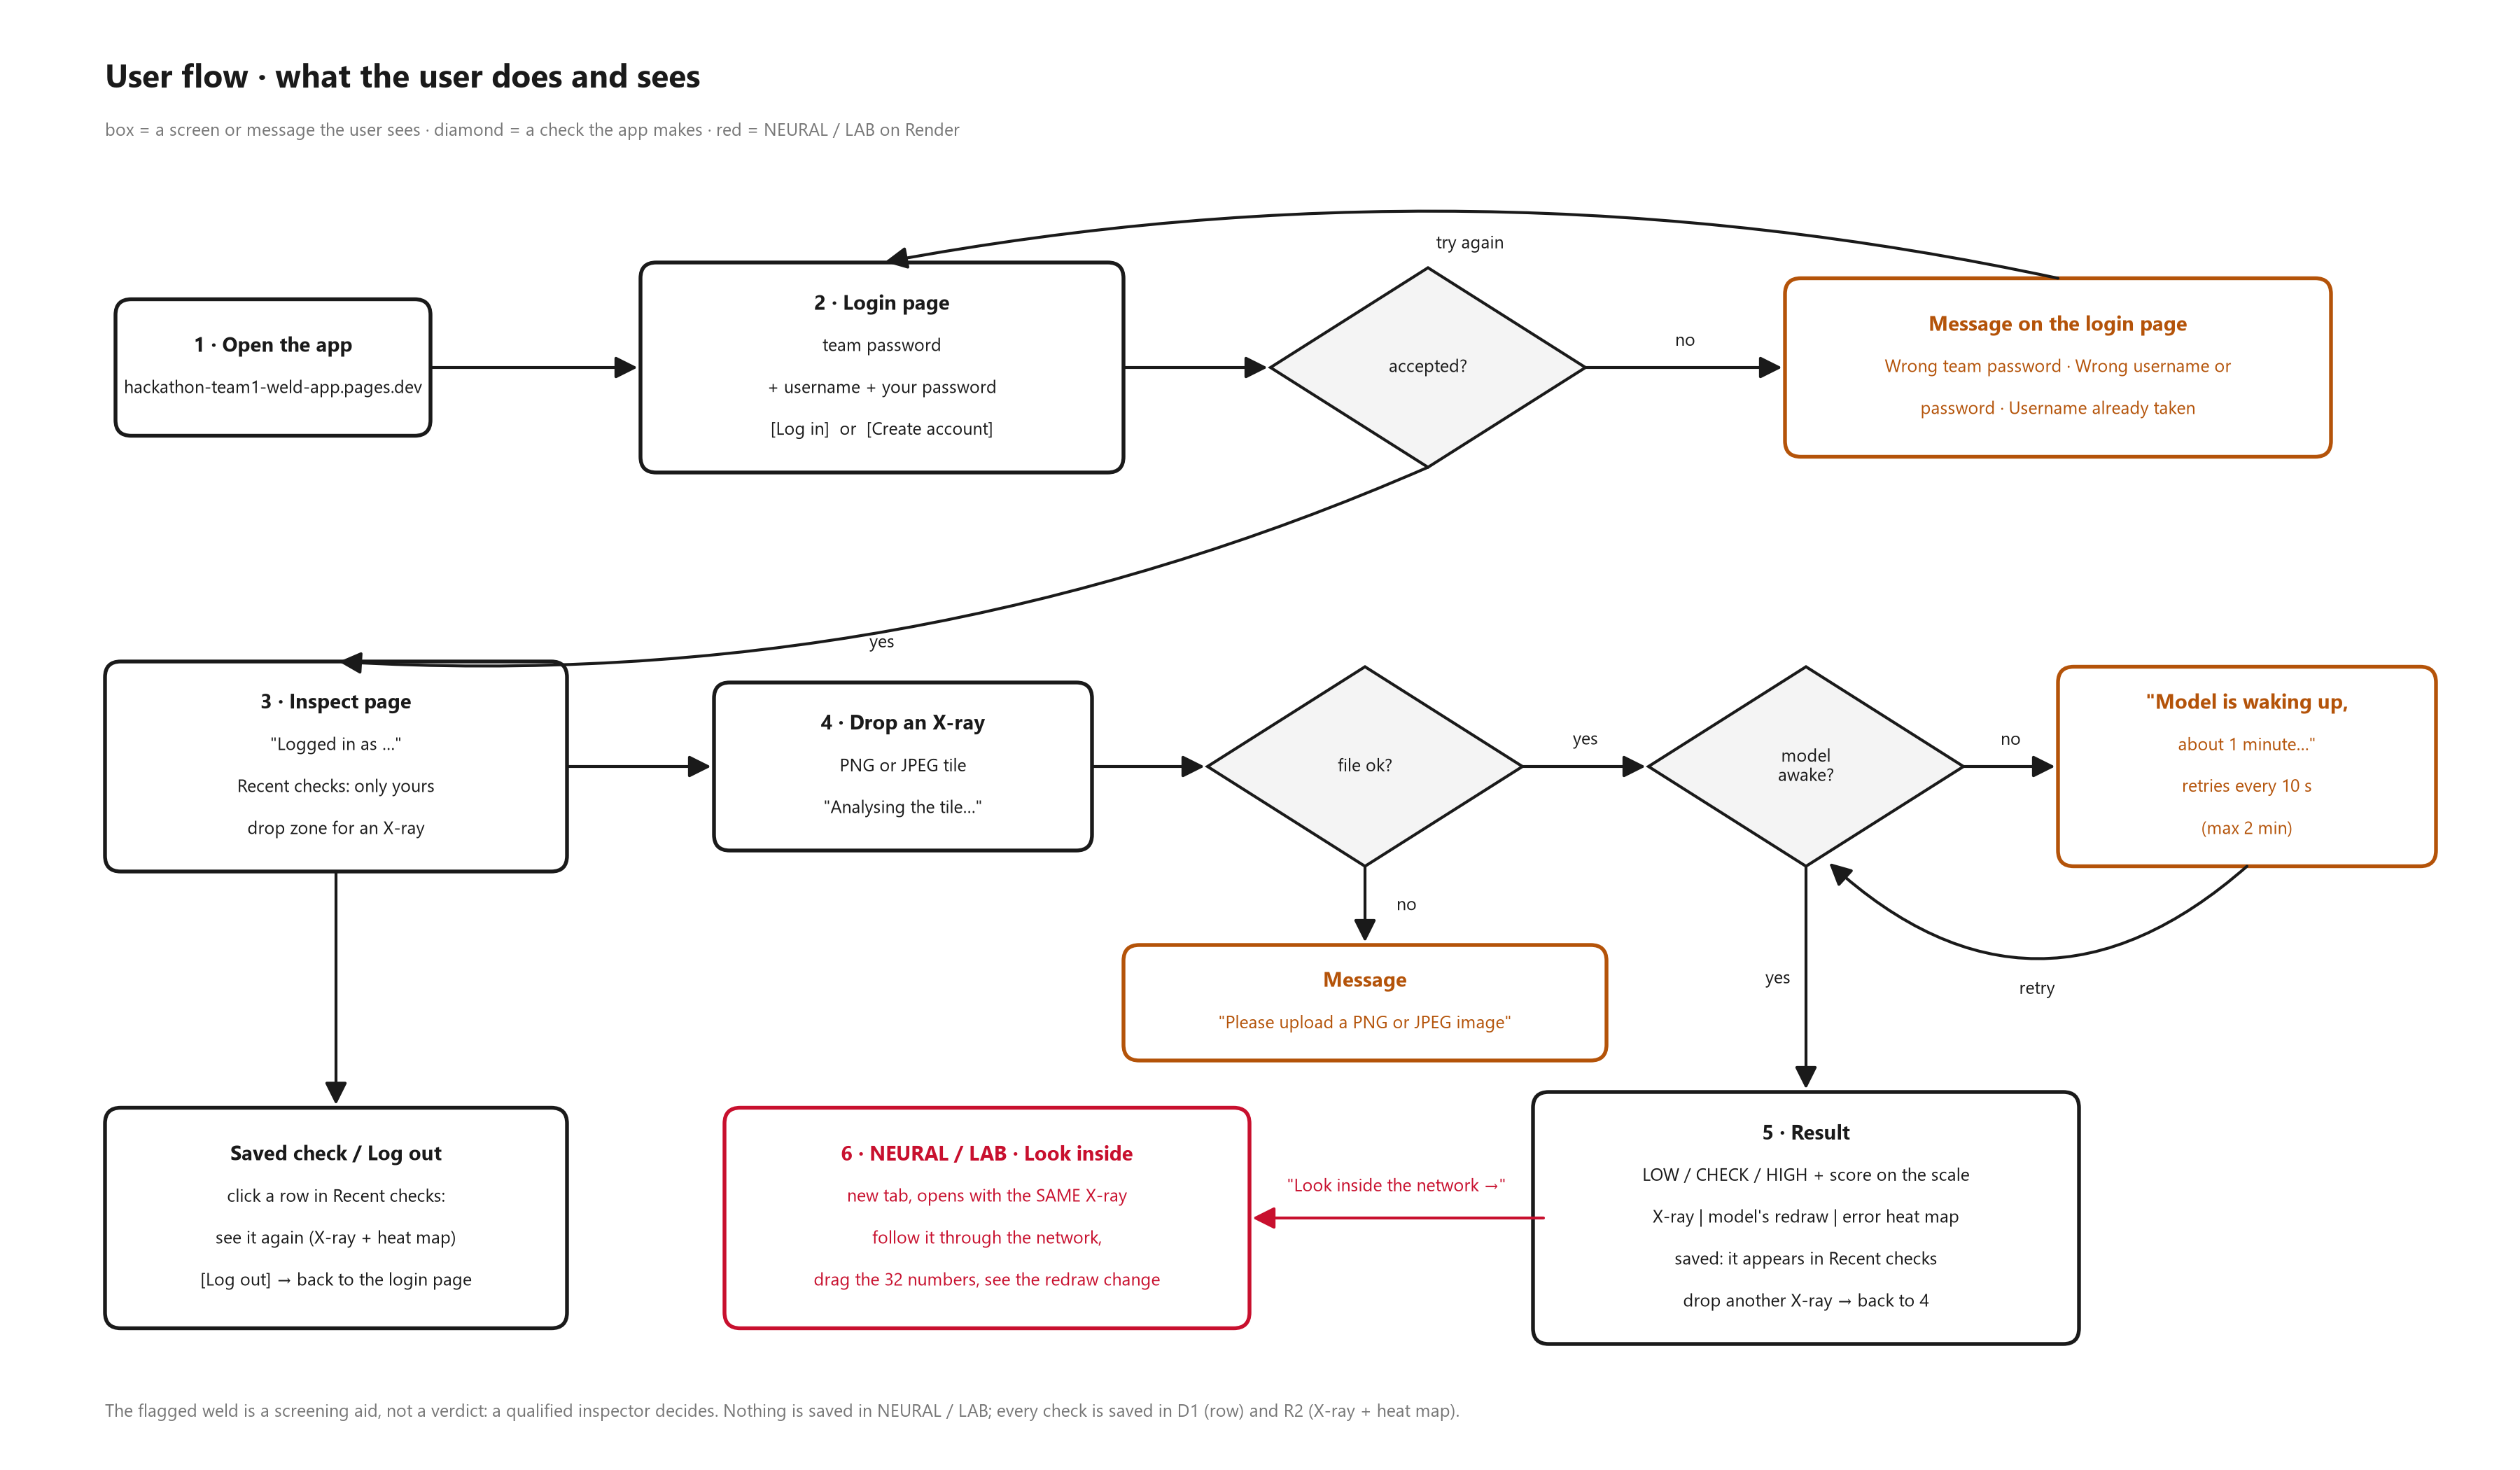 User flow · what the user does and sees
box = a screen or message the user sees · diamond = a check the app makes · red = NEURAL / LAB on Render
try again
1 · Open the app
hackathon-team1-weld-app.pages.dev
2 · Login page
team password
+ username + your password
[Log in]  or  [Create account]
accepted?
no
Message on the login page
Wrong team password · Wrong username or
password · Username already taken
yes
3 · Inspect page
"Logged in as ..."
Recent checks: only yours
drop zone for an X-ray
4 · Drop an X-ray
PNG or JPEG tile
"Analysing the tile..."
file ok?
yes
model
awake?
no
"Model is waking up,
about 1 minute..."
retries every 10 s
(max 2 min)
no
Message
"Please upload a PNG or JPEG image"
yes
retry
Saved check / Log out
click a row in Recent checks:
see it again (X-ray + heat map)
[Log out] → back to the login page
6 · NEURAL / LAB · Look inside
new tab, opens with the SAME X-ray
follow it through the network,
drag the 32 numbers, see the redraw change
"Look inside the network →"
5 · Result
LOW / CHECK / HIGH + score on the scale
X-ray | model's redraw | error heat map
saved: it appears in Recent checks
drop another X-ray → back to 4
The flagged weld is a screening aid, not a verdict: a qualified inspector decides. Nothing is saved in NEURAL / LAB; every check is saved in D1 (row) and R2 (X-ray + heat map).